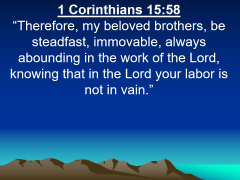 1 Corinthians 15:58
“Therefore, my beloved brothers, be
steadfast, immovable, always
abounding in the work of the Lord,
knowing that in the Lord your labor is
not in vain.”